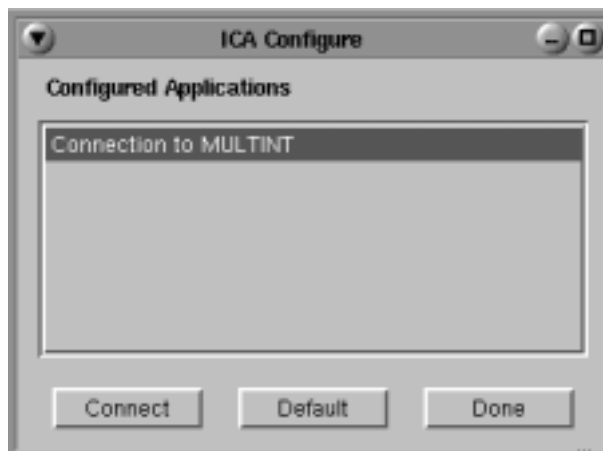 ICA Configure
Configured Applications
Connection to MULTINT
Connect Default Done